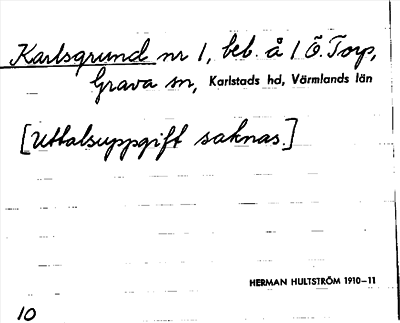 Karlsgrund nr 1, beb. å 1 Ö. Torp,
Grava sn, Karlstads hd, Värmlands län
[Uttalsuppgift saknas.]
HERMAN HULTSTRÖM 1910–11
10